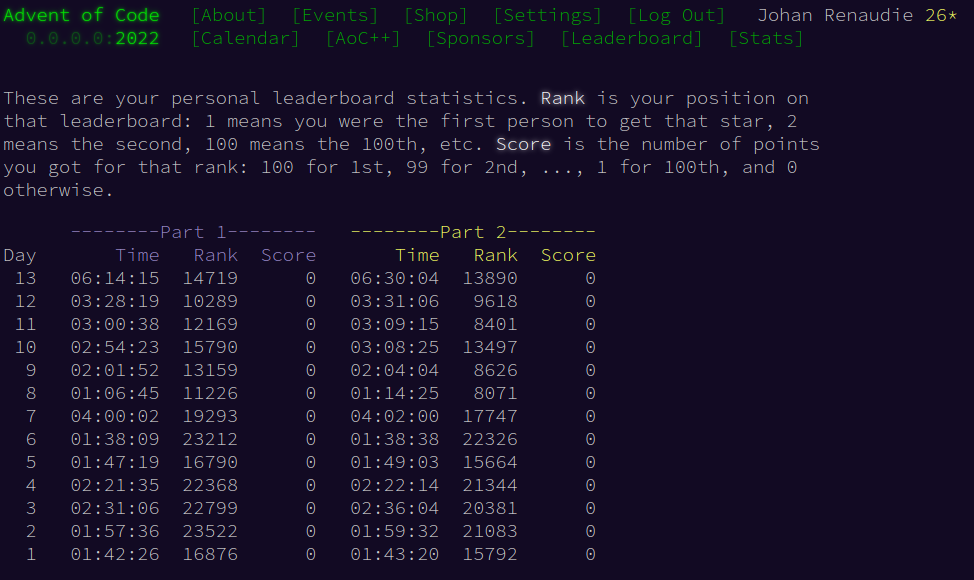 Advent of Code [About] [Events] [Shop] [Settings] [Log Out] Johan Renaudie 26*
0.0.0.0:2022 [Calendar] [AoC++] [Sponsors] [Leaderboard] [Stats]
These are your personal leaderboard statistics. Rank is your position on
that leaderboard: 1 means you were the first person to get that star, 2
means the second, 100 means the 100th, etc. Score is the number of points
you got for that rank: 100 for 1st, 99 for 2nd, ..., 1 for 100th, and 0
otherwise.
--------Part 1-------- --------Part 2--------
Day Time Rank Score Time Rank Score
13 06:14:15 14719 0 06:30:04 13890 0
12 03:28:19 10289 0 03:31:06 9618 0
11 03:00:38 12169 0 03:09:15 8401 0
10 02:54:23 15790 0 03:08:25 13497 0
9 02:01:52 13159 0 02:04:04 8626 0
8 01:06:45 11226 0 01:14:25 8071 0
7 04:00:02 19293 0 04:02:00 17747 0
6 01:38:09 23212 0 01:38:38 22326 0
5 01:47:19 16790 0 01:49:03 15664 0
4 02:21:35 22368 0 02:22:14 21344 0
3 02:31:06 22799 0 02:36:04 20381 0
2 01:57:36 23522 0 01:59:32 21083 0
1 01:42:26 16876 0 01:43:20 15792 0